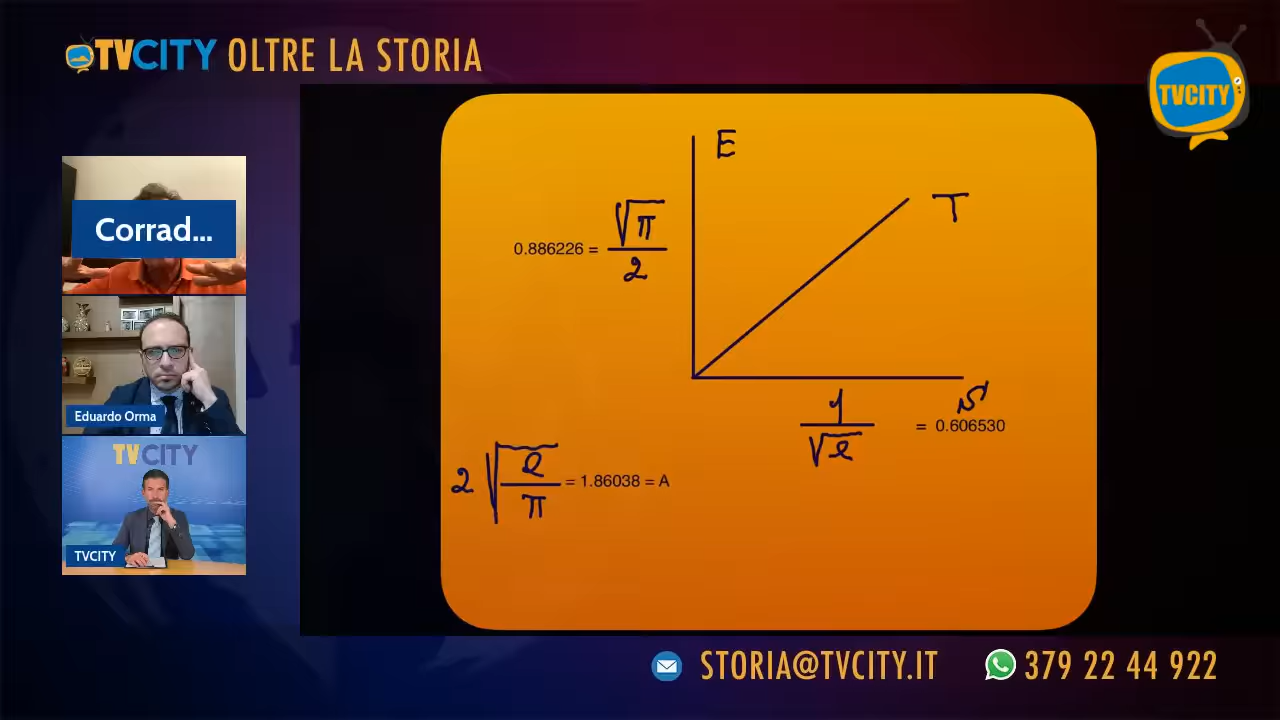 TVCITY OLTRE LA STORIA
TVCITY
Corrad...
Eduardo Orma
TVCITY
TVCITY
E
T
0.886226 = √π / 2
1 / √e = 0.606530
2 √(e / π) = 1.86038 = A
STORIA@TVCITY.IT
379 22 44 922